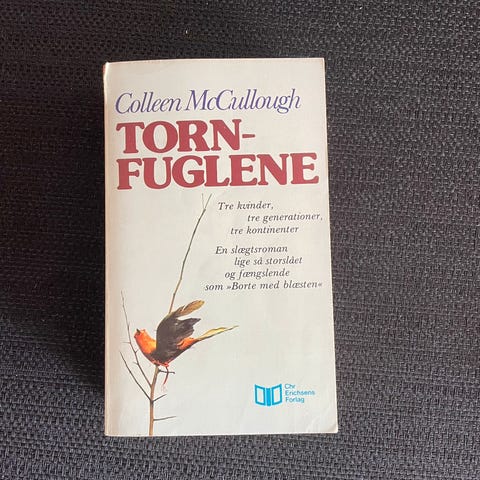 Colleen McCullough
TORN-
FUGLENE
Tre kvinder,
tre generationer,
tre kontinenter
En slægtsroman
lige så storslået
og fængslende
som »Borte med blæsten«
Chr
Erichsens
Forlag